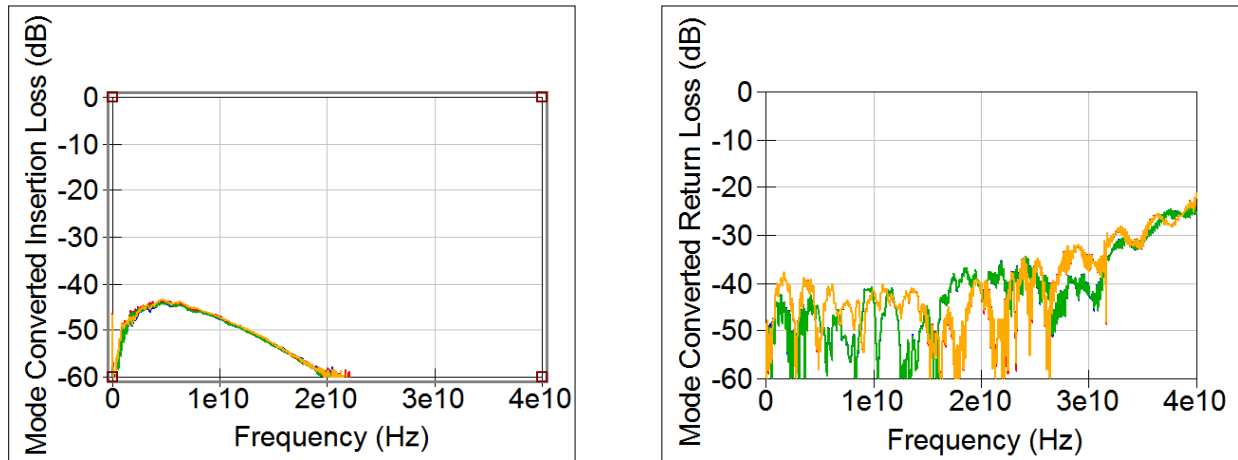 Mode Converted Insertion Loss (dB)
0
-10
-20
-30
-40
-50
-60
0
1e10
2e10
3e10
4e10
Frequency (Hz)
Mode Converted Return Loss (dB)
0
-10
-20
-30
-40
-50
-60
0
1e10
2e10
3e10
4e10
Frequency (Hz)